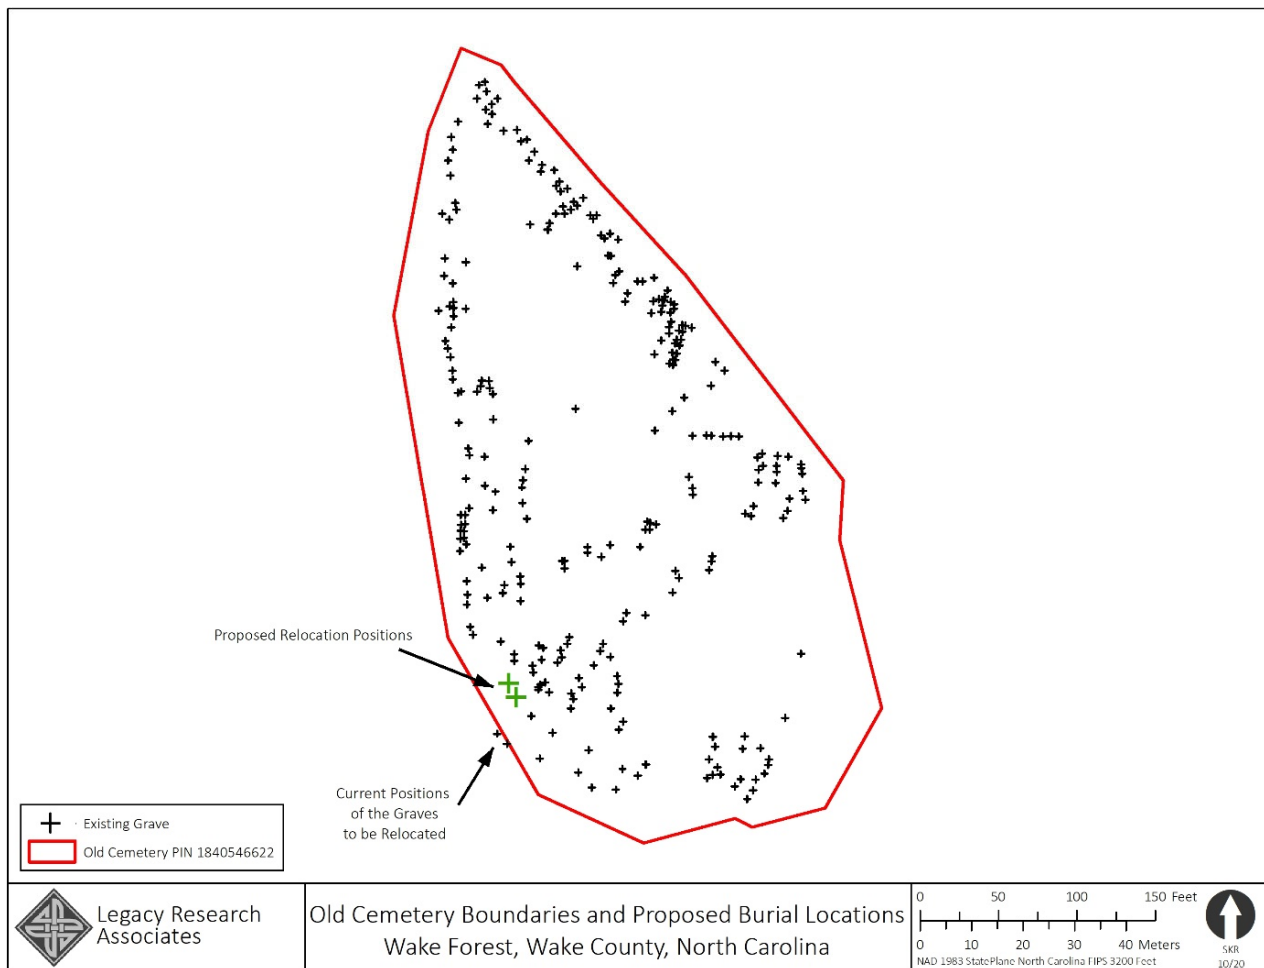 Proposed Relocation Positions
Current Positions
of the Graves
to be Relocated
Existing Grave
Old Cemetery PIN 1840546622
Legacy Research
Associates
Old Cemetery Boundaries and Proposed Burial Locations
Wake Forest, Wake County, North Carolina
0 50 100 150 Feet
0 10 20 30 40 Meters
NAD 1983 StatePlane North Carolina FIPS 3200 Feet
SKR
10/20